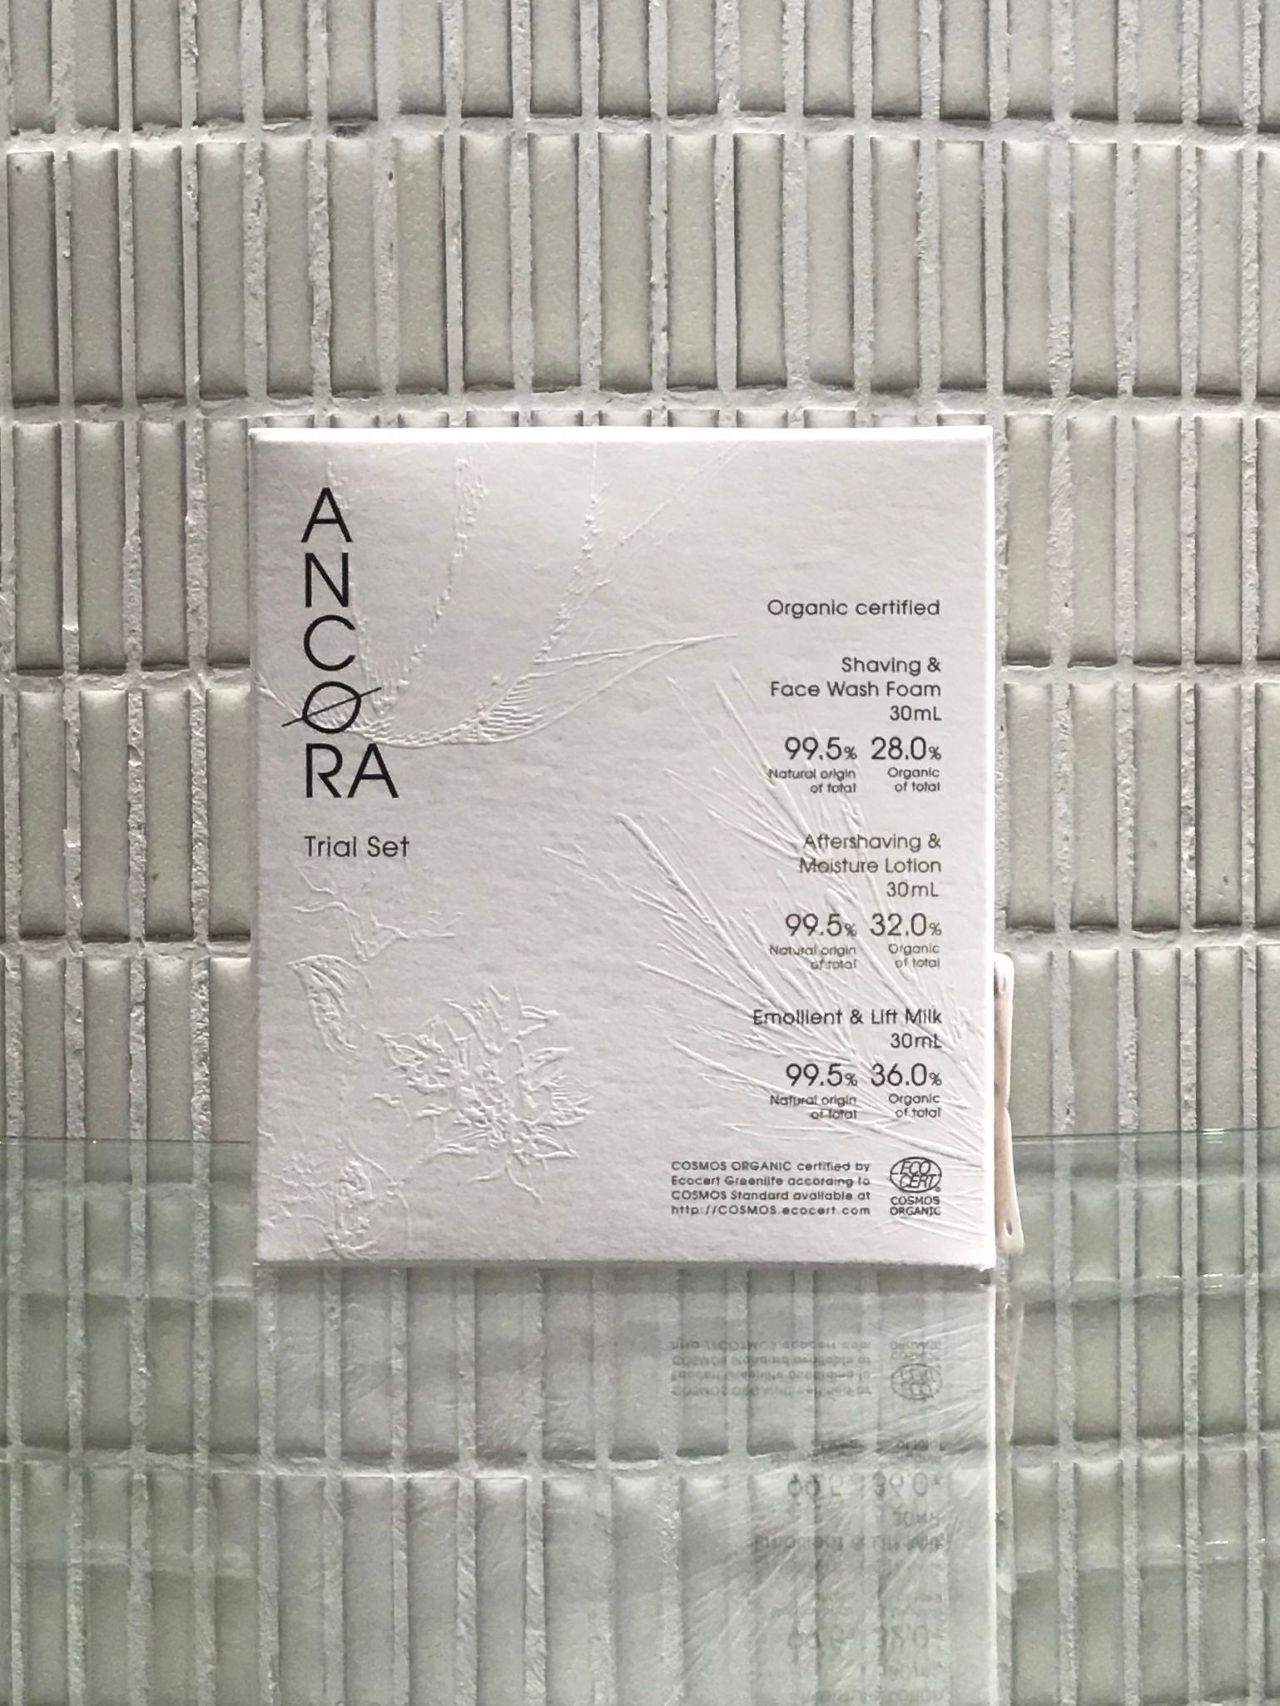 A
N
C
Ø
RA
Trial Set
Organic certified
Shaving &
Face Wash Foam
30mL
99.5% 28.0%
Natural origin Organic
of total of total
Aftershaving &
Moisture Lotion
30mL
99.5% 32.0%
Natural origin Organic
of total of total
Emollient & Lift Milk
30mL
99.5% 36.0%
Natural origin Organic
of total of total
COSMOS ORGANIC certified by
Ecocert Greenlife according to
COSMOS Standard available at
http://COSMOS.ecocert.com
ECO
CERT
COSMOS
ORGANIC